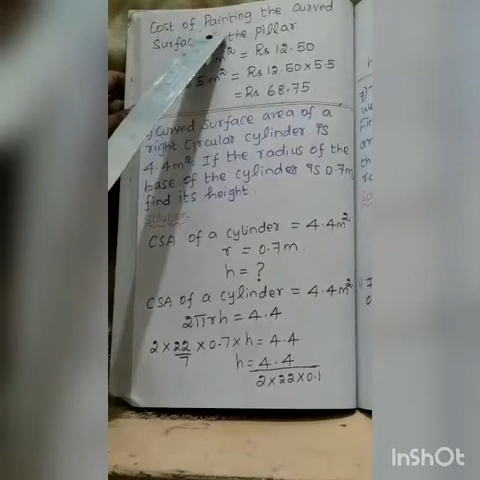 Cost of Painting the curved
Surfac the pillar
m² = Rs 12.50
5 m² = Rs 12.50 × 5.5
= Rs 68.75
) Curved Surface area of a
right circular cylinder is
4.4m². If the radius of the
base of the cylinder is 0.7m
find its height.
Solution
CSA of a cylinder = 4.4m²
r = 0.7m
h = ?
CSA of a cylinder = 4.4m²
2πrh = 4.4
2 × 22/7 × 0.7 × h = 4.4
h = 4.4
2 × 22 × 0.1
InShOt